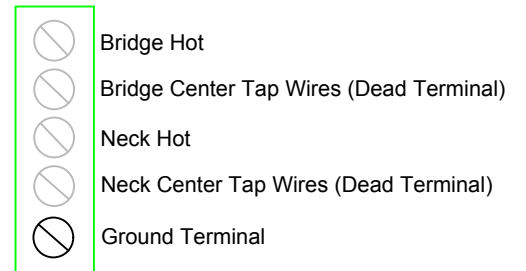 Bridge Hot
Bridge Center Tap Wires (Dead Terminal)
Neck Hot
Neck Center Tap Wires (Dead Terminal)
Ground Terminal